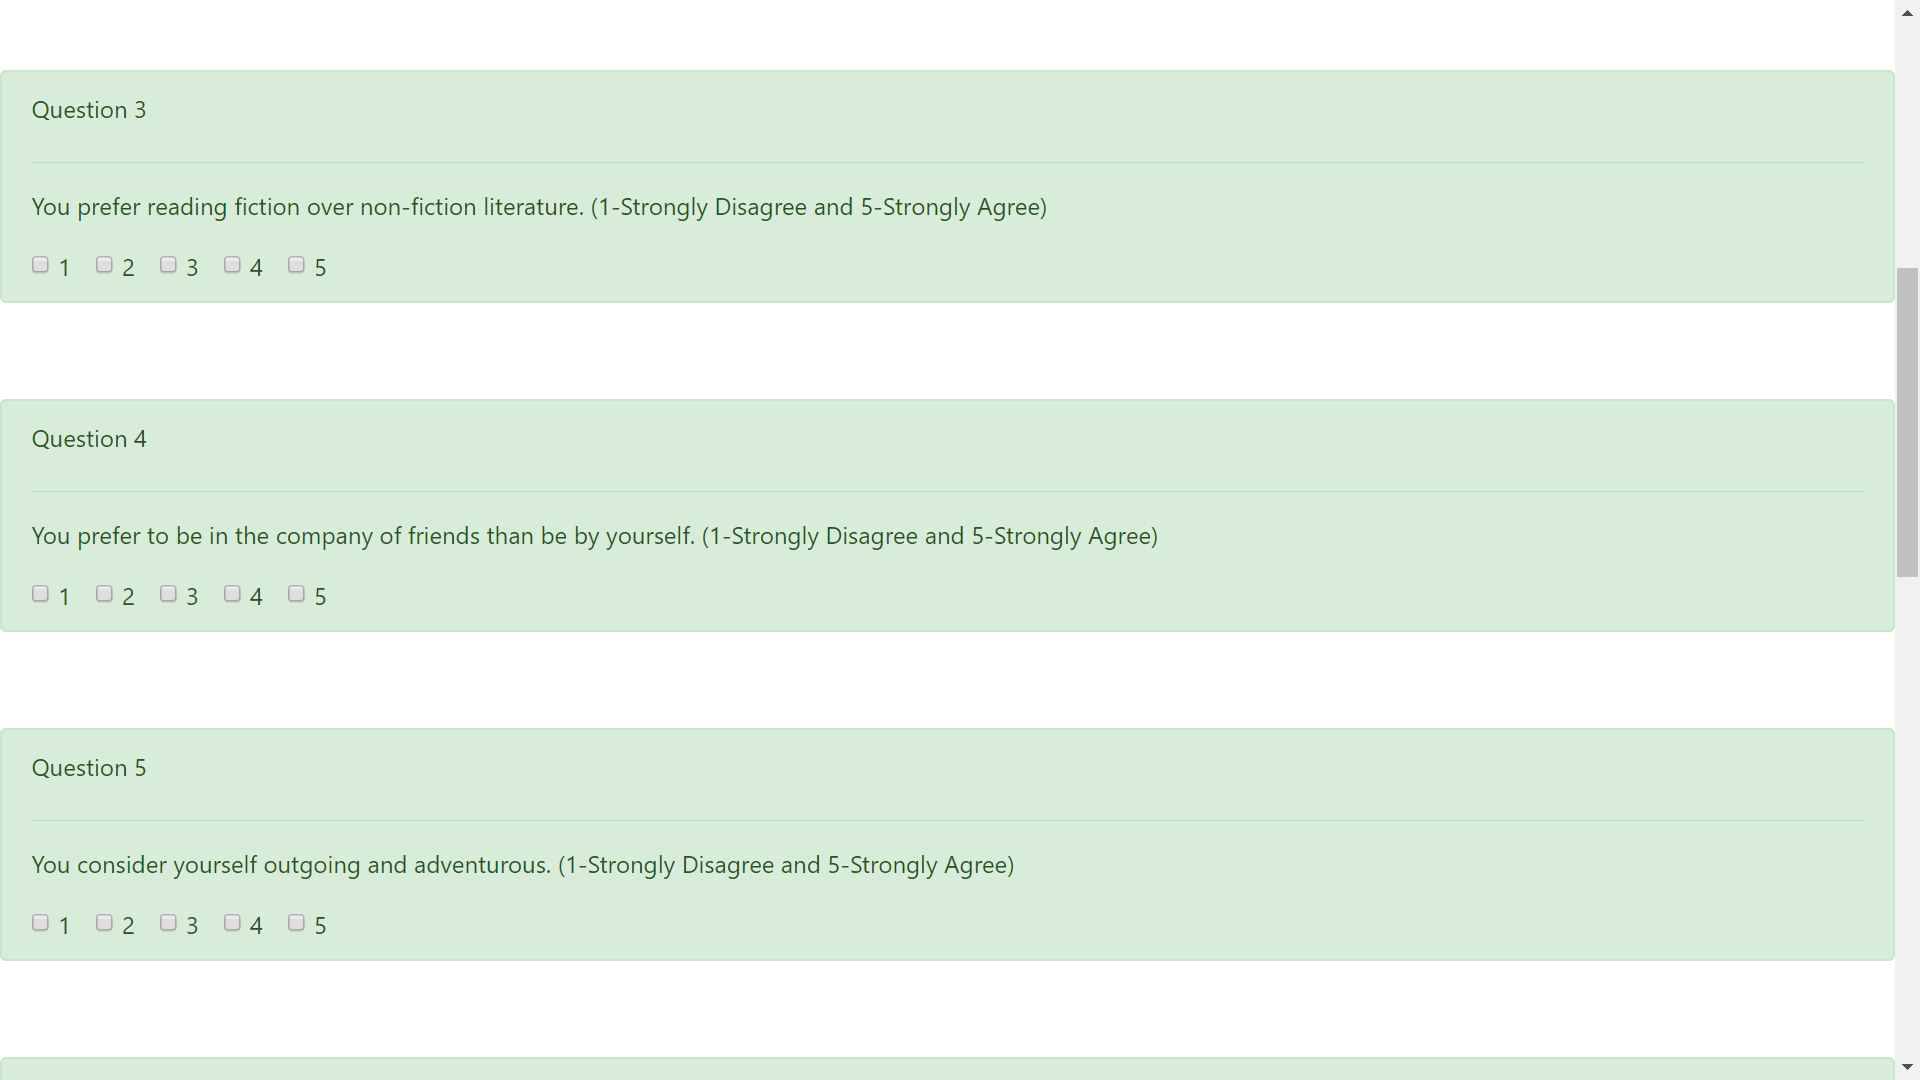 Question 3
You prefer reading fiction over non-fiction literature. (1-Strongly Disagree and 5-Strongly Agree)
1 2 3 4 5
Question 4
You prefer to be in the company of friends than be by yourself. (1-Strongly Disagree and 5-Strongly Agree)
1 2 3 4 5
Question 5
You consider yourself outgoing and adventurous. (1-Strongly Disagree and 5-Strongly Agree)
1 2 3 4 5